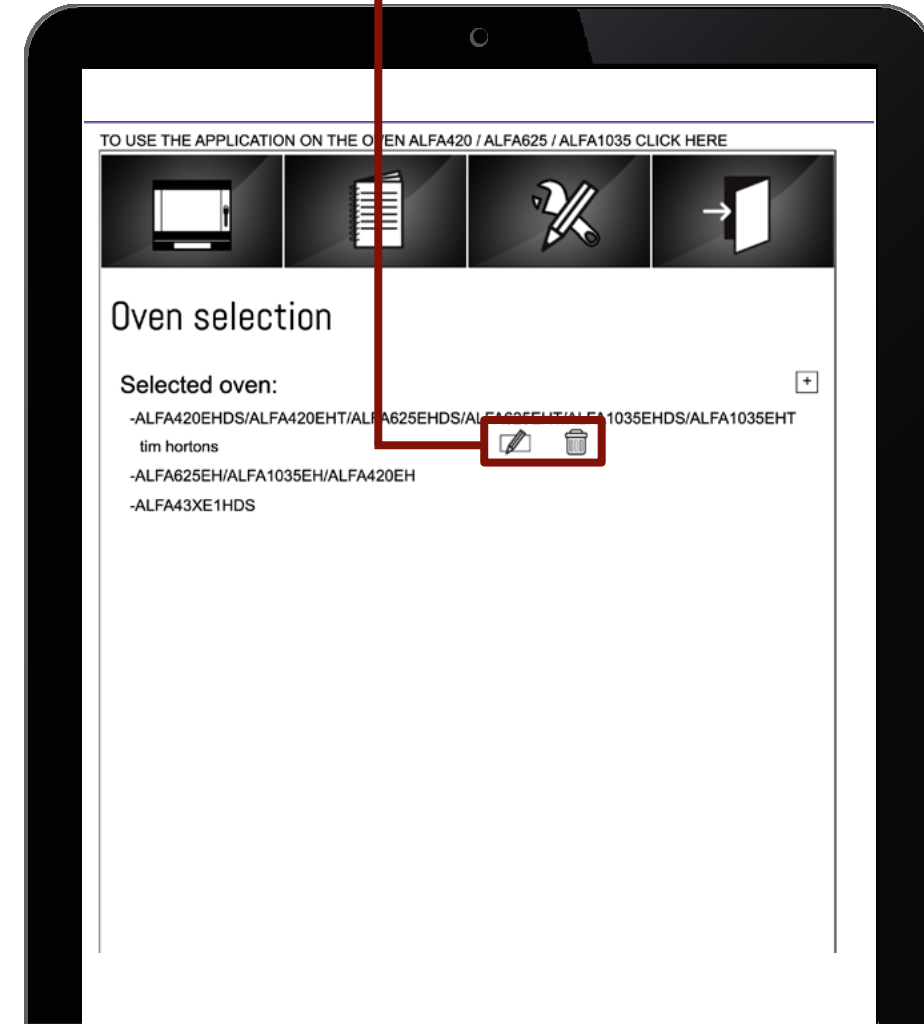 TO USE THE APPLICATION ON THE OVEN ALFA420 / ALFA625 / ALFA1035 CLICK HERE
Oven selection
Selected oven:
+
-ALFA420EHDS/ALFA420EHT/ALFA625EHDS/ALFA625EHT/ALFA1035EHDS/ALFA1035EHT
tim hortons
-ALFA625EH/ALFA1035EH/ALFA420EH
-ALFA43XE1HDS